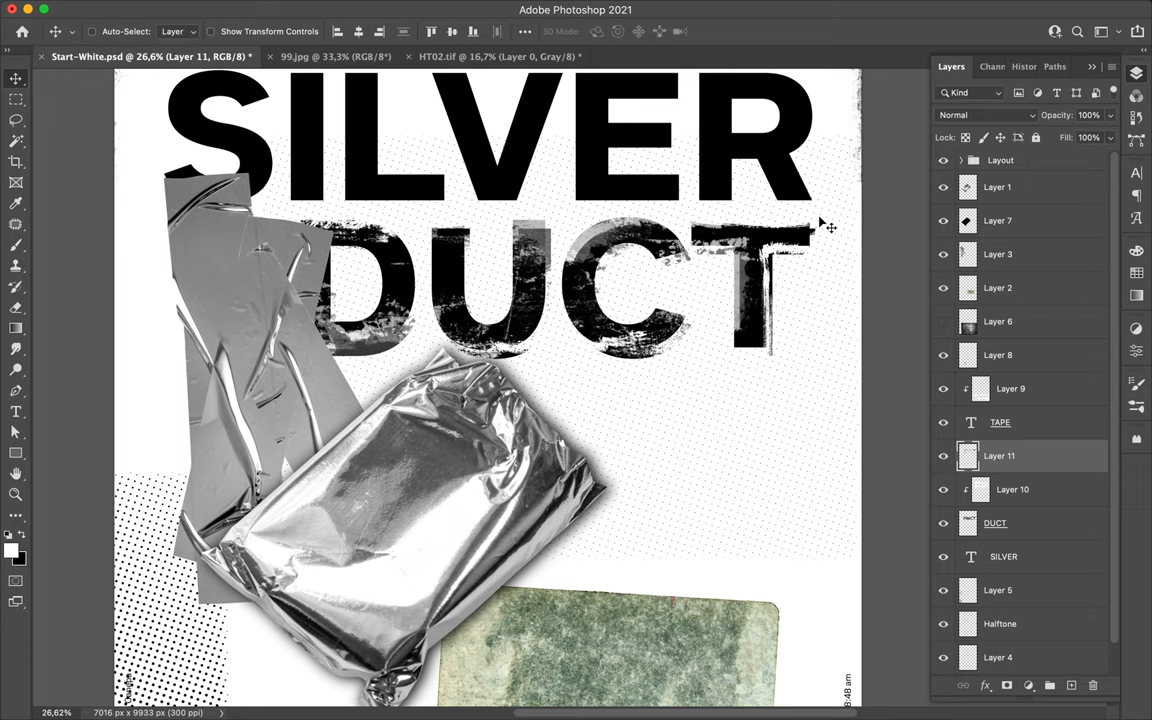 Adobe Photoshop 2021
Auto-Select: Layer Show Transform Controls 3D Mode:
Start-White.psd @ 26,6% (Layer 11, RGB/8) * 99.jpg @ 33,3% (RGB/8*) HT02.tif @ 16,7% (Layer 0, Gray/8) *
SILVER
DUCT
8:48 am
Layers Chann Histor Paths
Kind
Normal Opacity: 100%
Lock: Fill: 100%
Layout
Layer 1
Layer 7
Layer 3
Layer 2
Layer 6
Layer 8
Layer 9
T TAPE
Layer 11
Layer 10
DUCT
T SILVER
Layer 5
Halftone
Layer 4
fx
26,62% 7016 px x 9933 px (300 ppi)